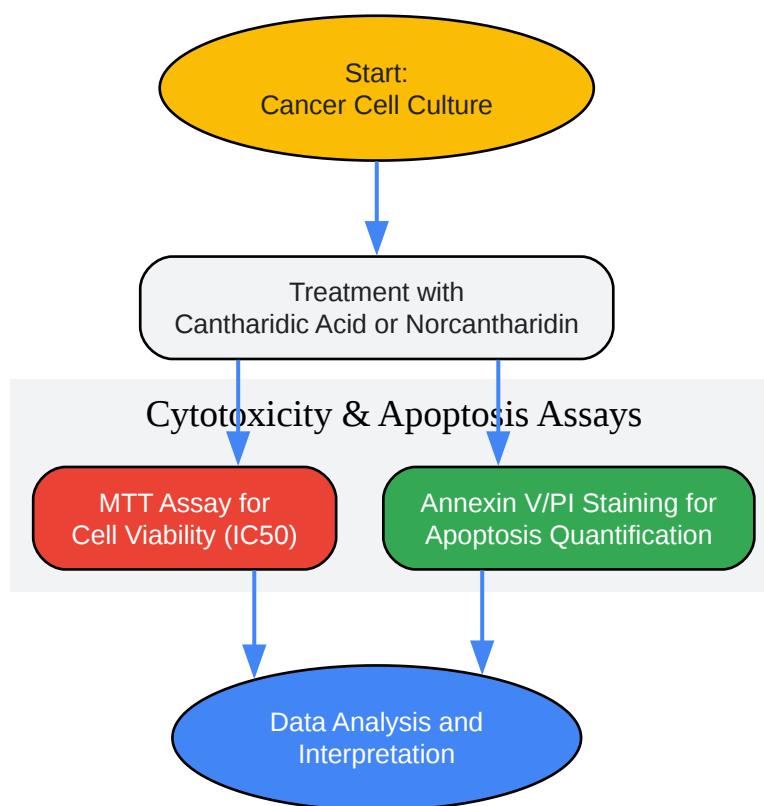 Start:
Cancer Cell Culture
Treatment with
Cantharidic Acid or Norcantharidin
Cytotoxicity & Apoptosis Assays
MTT Assay for
Cell Viability (IC50)
Annexin V/PI Staining for
Apoptosis Quantification
Data Analysis and
Interpretation